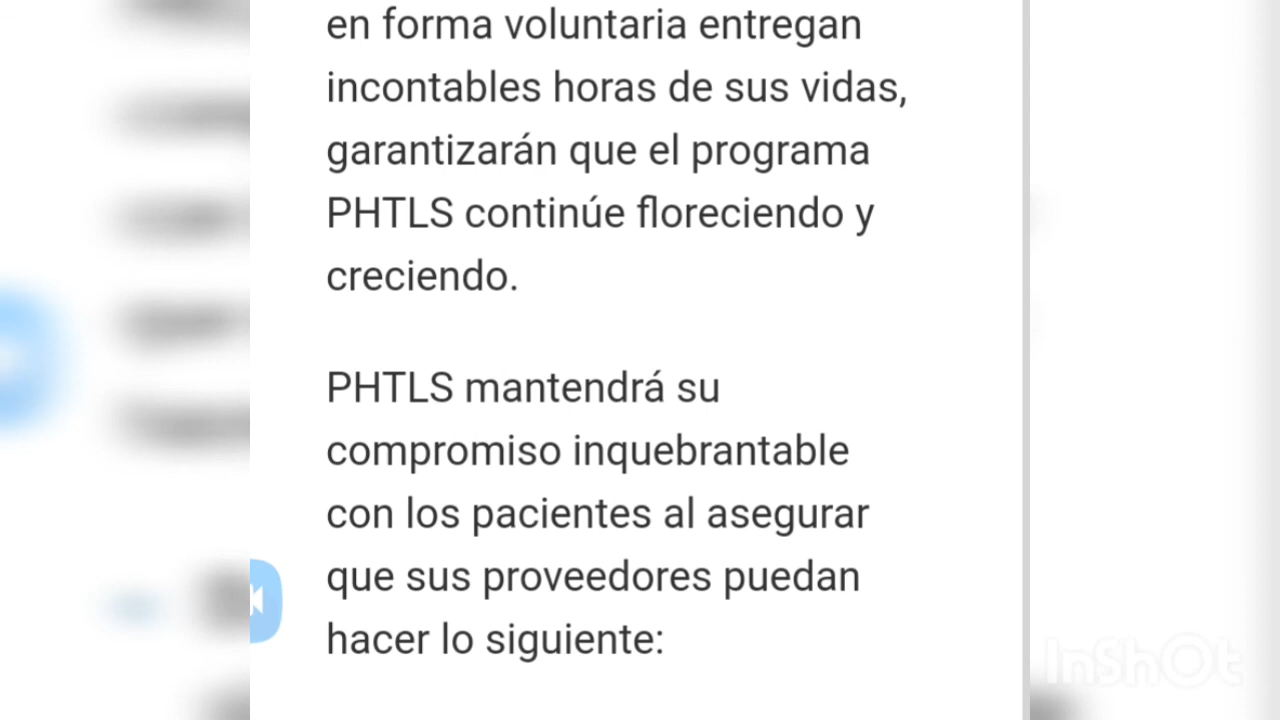 en forma voluntaria entregan
incontables horas de sus vidas,
garantizarán que el programa
PHTLS continúe floreciendo y
creciendo.
PHTLS mantendrá su
compromiso inquebrantable
con los pacientes al asegurar
que sus proveedores puedan
hacer lo siguiente:
InShOt